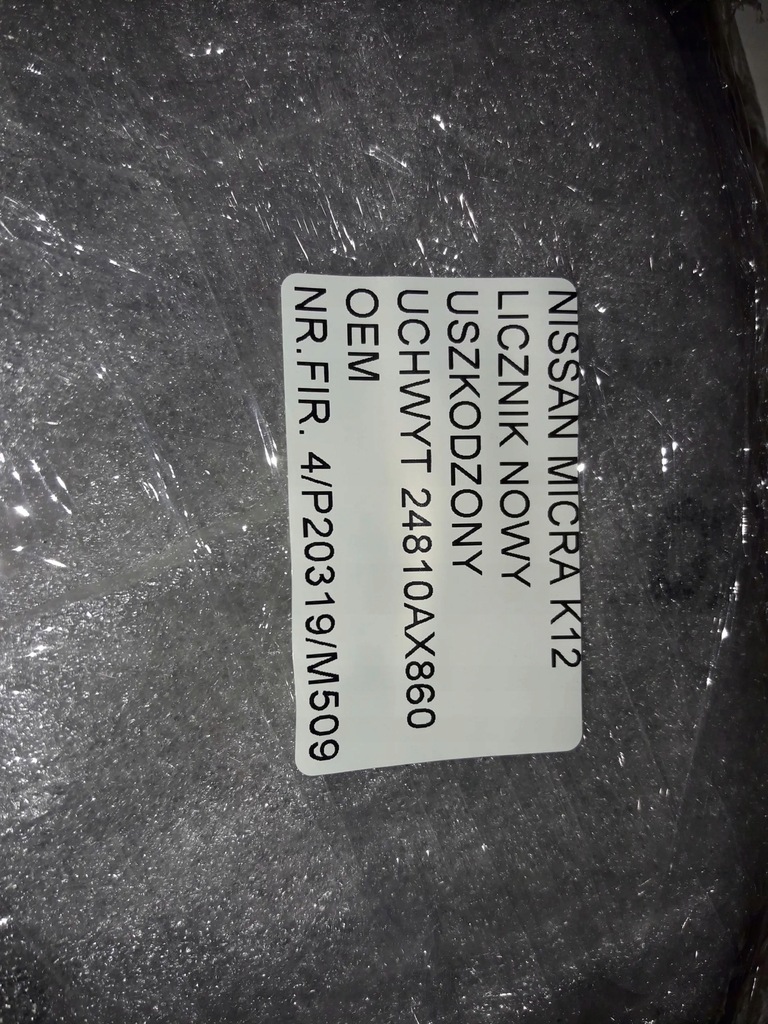 NISSAN MICRA K12
LICZNIK NOWY
USZKODZONY
UCHWYT 24810AX860
OEM
NR.FIR. 4/P20319/M509